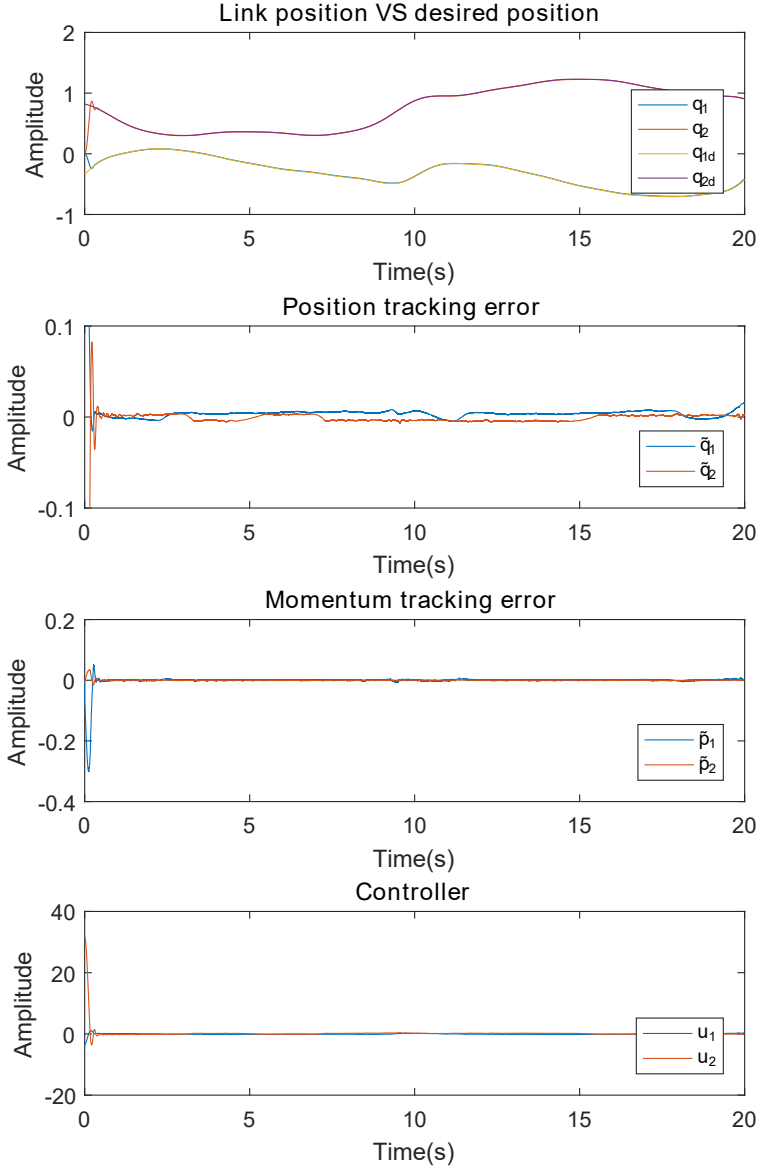 Link position VS desired position
2
1
0
-1
Amplitude
q1
q2
q1d
q2d
0 5 10 15 20
Time(s)
Position tracking error
0.1
0
-0.1
Amplitude
q̃1
q̃2
0 5 10 15 20
Time(s)
Momentum tracking error
0.2
0
-0.2
-0.4
Amplitude
p̃1
p̃2
0 5 10 15 20
Time(s)
Controller
40
20
0
-20
Amplitude
u1
u2
0 5 10 15 20
Time(s)